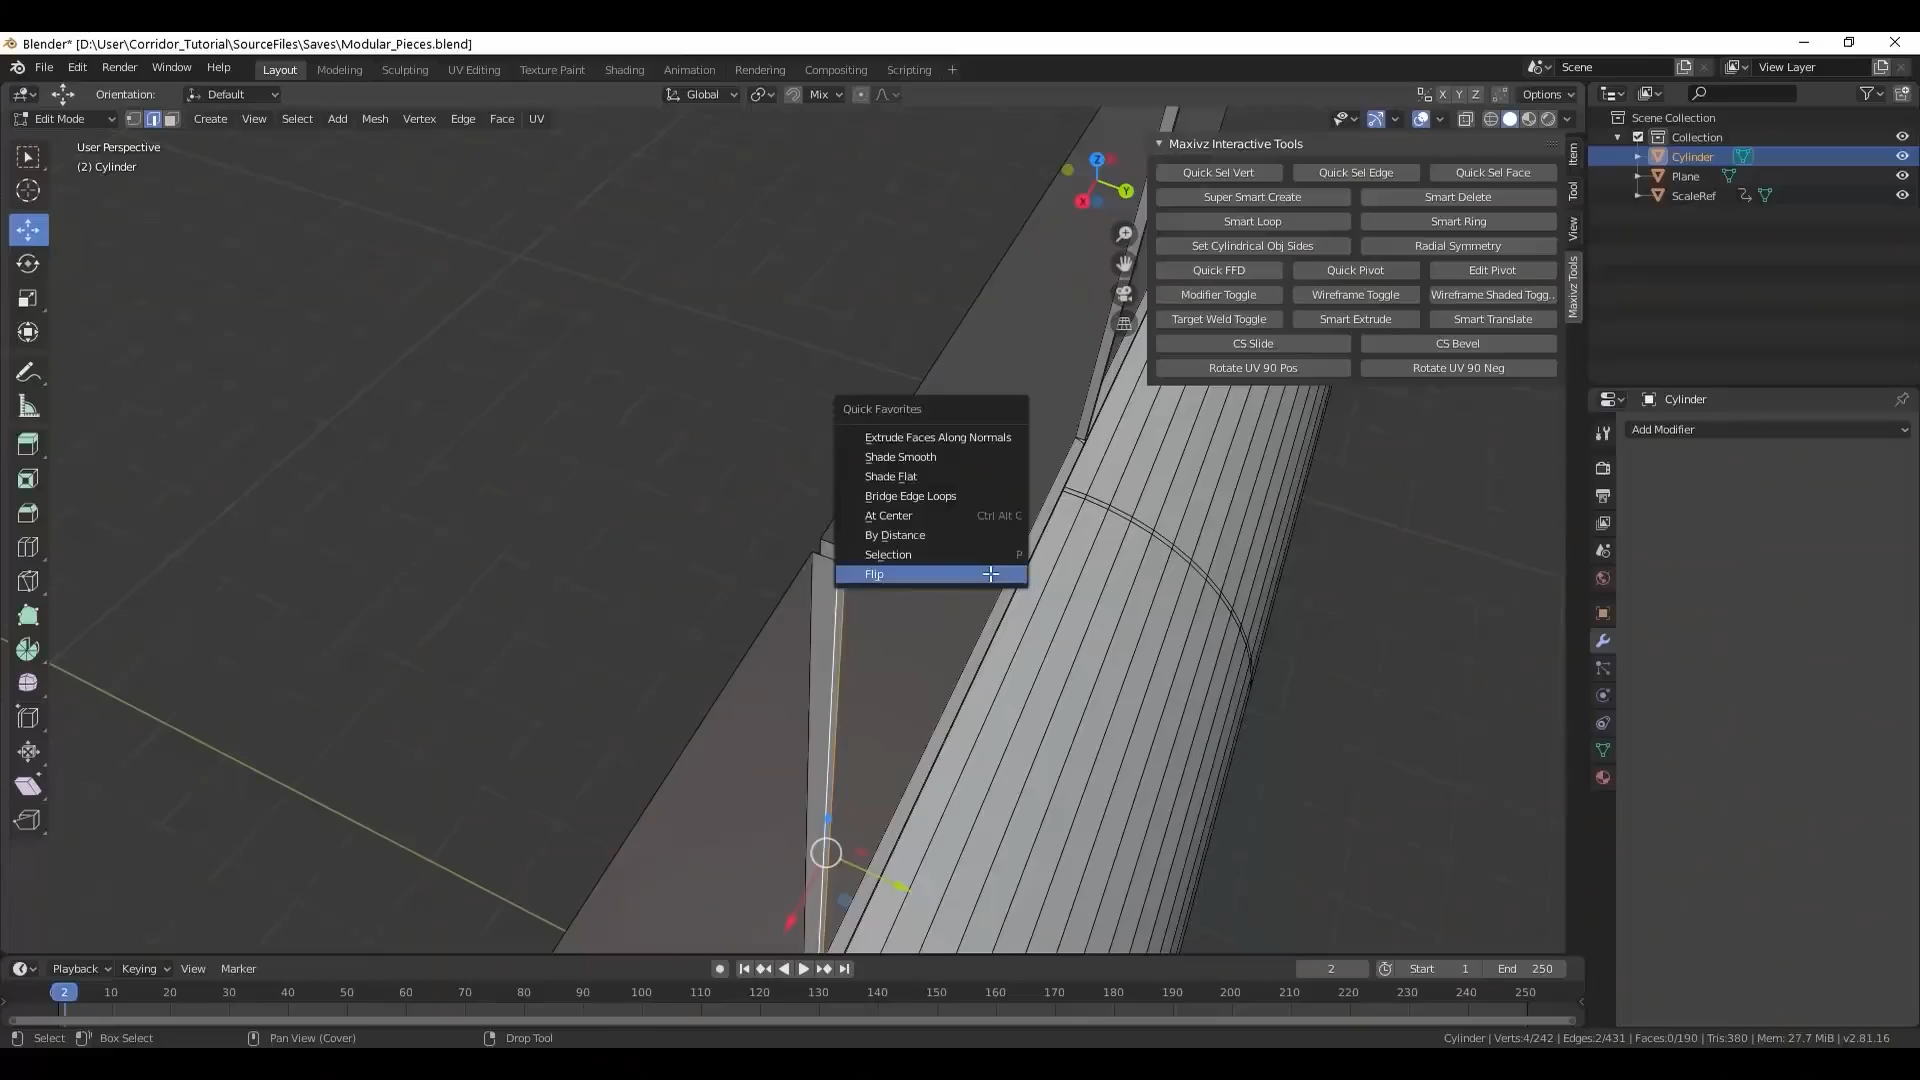 Blender* [D:\User\Corridor_Tutorial\SourceFiles\Saves\Modular_Pieces.blend]
File Edit Render Window Help Layout Modeling Sculpting UV Editing Texture Paint Shading Animation Rendering Compositing Scripting + Scene View Layer
Orientation: Default Global Mix X Y Z Options
Edit Mode Create View Select Add Mesh Vertex Edge Face UV
User Perspective
(2) Cylinder
Z
Y
X
Maxivz Interactive Tools
Quick Sel Vert Quick Sel Edge Quick Sel Face
Super Smart Create Smart Delete
Smart Loop Smart Ring
Set Cylindrical Obj Sides Radial Symmetry
Quick FFD Quick Pivot Edit Pivot
Modifier Toggle Wireframe Toggle Wireframe Shaded Togg..
Target Weld Toggle Smart Extrude Smart Translate
CS Slide CS Bevel
Rotate UV 90 Pos Rotate UV 90 Neg
Item
Tool
View
Maxivz Tools
Scene Collection
Collection
Cylinder
Plane
ScaleRef
Cylinder
Add Modifier
Quick Favorites
Extrude Faces Along Normals
Shade Smooth
Shade Flat
Bridge Edge Loops
At Center Ctrl Alt C
By Distance
Selection P
Flip
Playback Keying View Marker 2 Start 1 End 250
2 10 20 30 40 50 60 70 80 90 100 110 120 130 140 150 160 170 180 190 200 210 220 230 240 250
Select Box Select Pan View (Cover) Drop Tool Cylinder | Verts:4/242 | Edges:2/431 | Faces:0/190 | Tris:380 | Mem: 27.7 MiB | v2.81.16